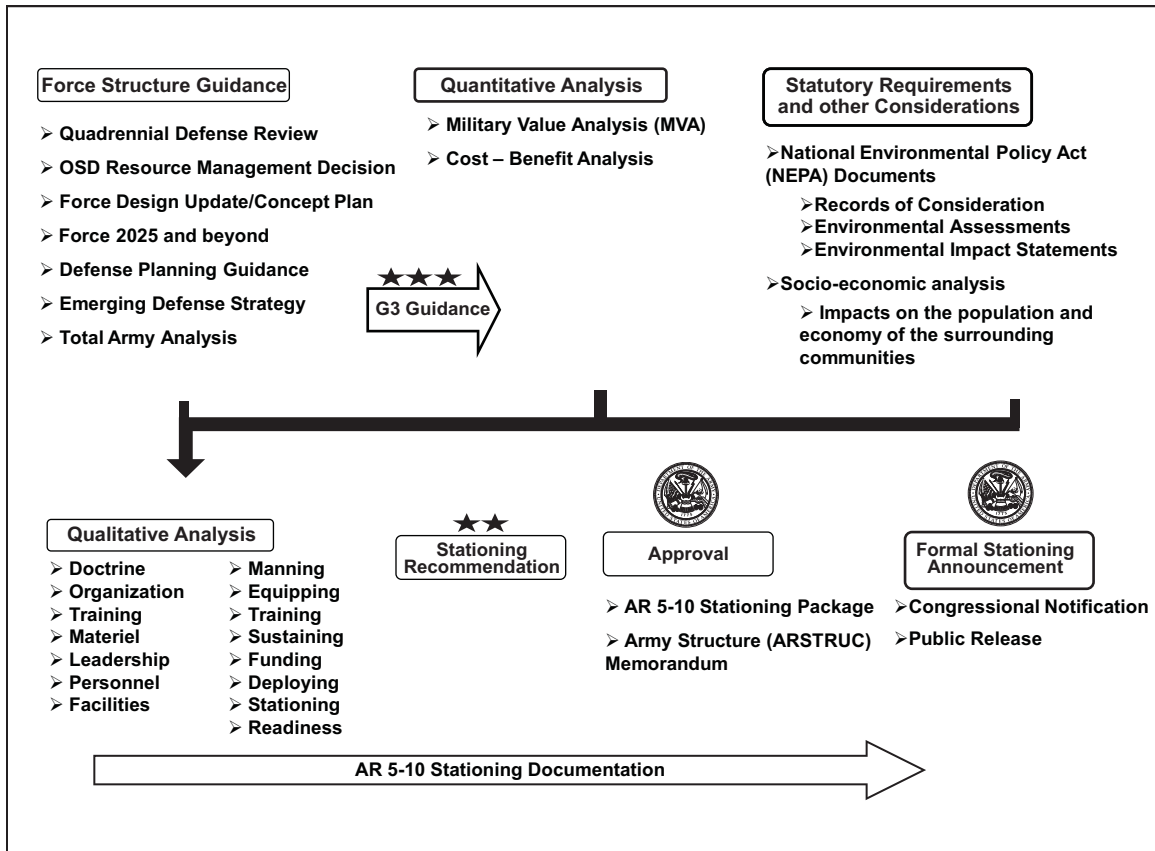 Force Structure Guidance
➢ Quadrennial Defense Review
➢ OSD Resource Management Decision
➢ Force Design Update/Concept Plan
➢ Force 2025 and beyond
➢ Defense Planning Guidance
➢ Emerging Defense Strategy
➢ Total Army Analysis
G3 Guidance
Quantitative Analysis
➢ Military Value Analysis (MVA)
➢ Cost – Benefit Analysis
Statutory Requirements
and other Considerations
➢National Environmental Policy Act
(NEPA) Documents
➢Records of Consideration
➢Environmental Assessments
➢Environmental Impact Statements
➢Socio-economic analysis
➢ Impacts on the population and
economy of the surrounding
communities
Qualitative Analysis
➢ Doctrine
➢ Organization
➢ Training
➢ Materiel
➢ Leadership
➢ Personnel
➢ Facilities
➢ Manning
➢ Equipping
➢ Training
➢ Sustaining
➢ Funding
➢ Deploying
➢ Stationing
➢ Readiness
Stationing
Recommendation
Approval
➢ AR 5-10 Stationing Package
➢ Army Structure (ARSTRUC)
Memorandum
Formal Stationing
Announcement
➢Congressional Notification
➢Public Release
AR 5-10 Stationing Documentation